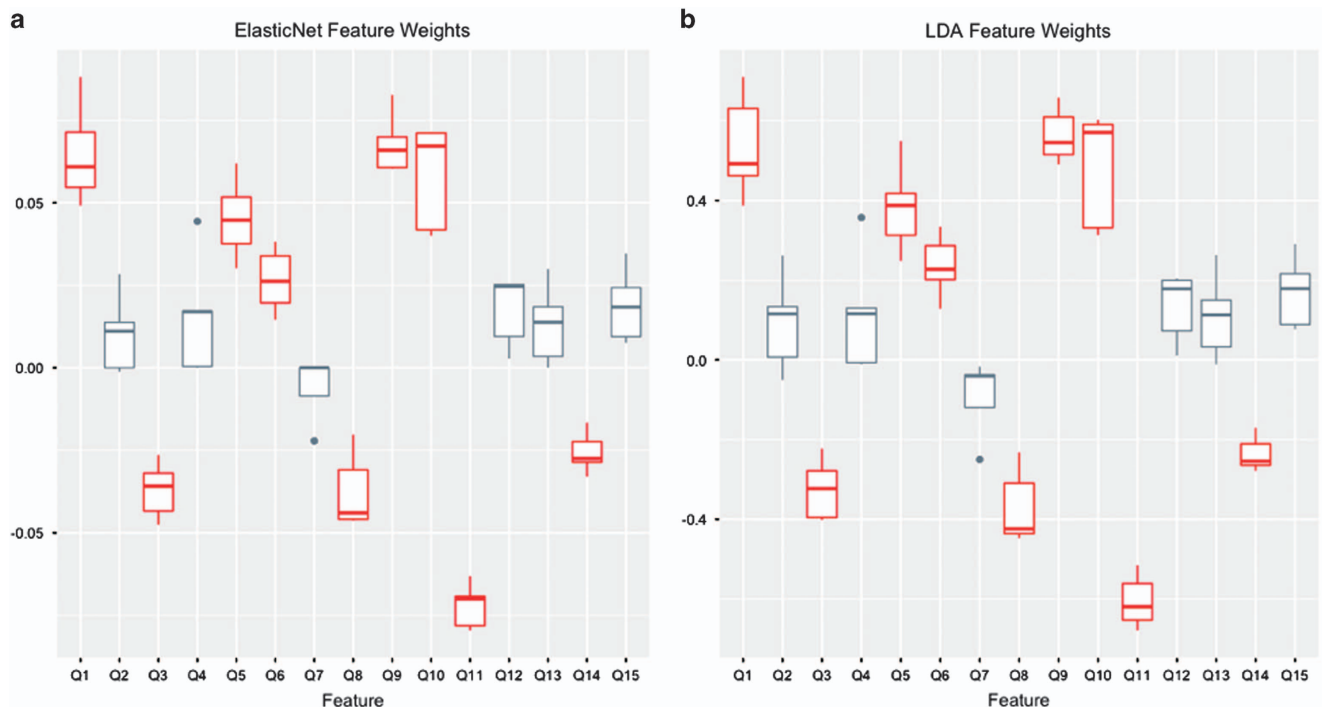 a
ElasticNet Feature Weights
0.05
0.00
-0.05
Q1 Q2 Q3 Q4 Q5 Q6 Q7 Q8 Q9 Q10 Q11 Q12 Q13 Q14 Q15
Feature
b
LDA Feature Weights
0.4
0.0
-0.4
Q1 Q2 Q3 Q4 Q5 Q6 Q7 Q8 Q9 Q10 Q11 Q12 Q13 Q14 Q15
Feature